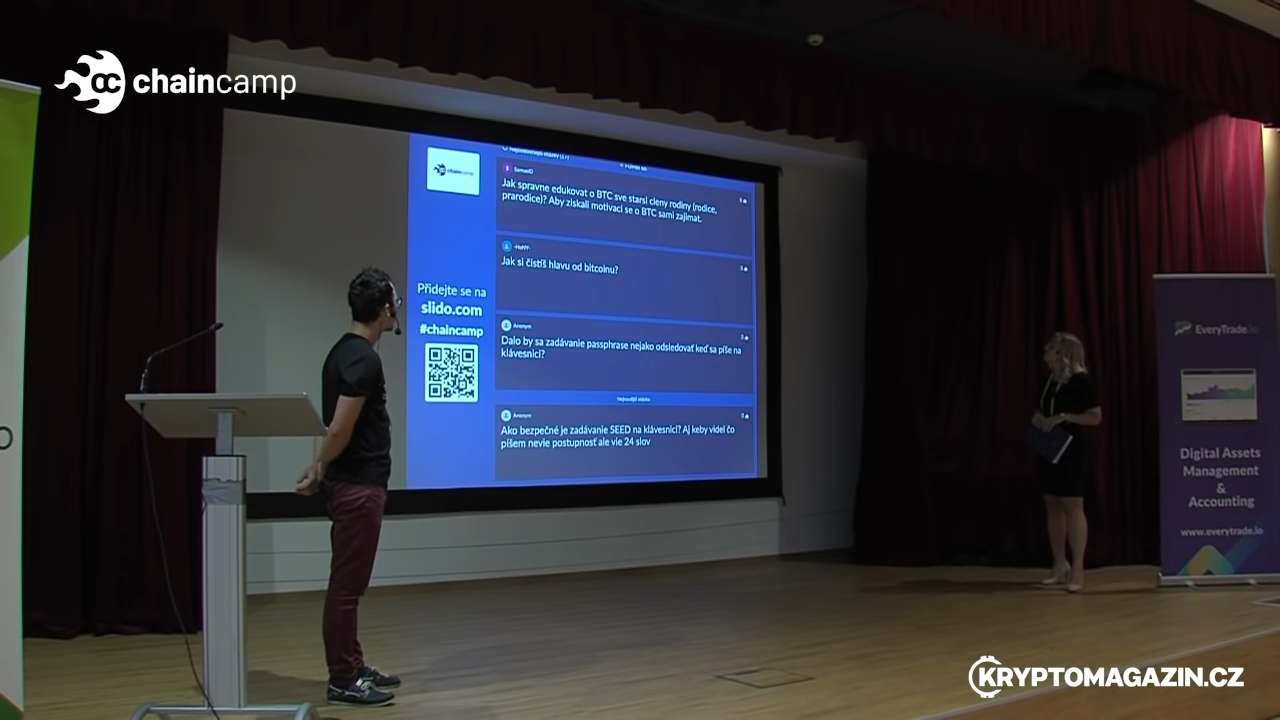 chaincamp
chaincamp
Přidejte se na
slido.com
#chaincamp
SamuelD
Jak spravne edukovat o BTC sve starsi cleny rodiny (rodice,
prarodice)? Aby ziskali motivaci se o BTC sami zajimat.
-HoNY-
Jak si čistíš hlavu od bitcoinu?
Anonym
Dalo by sa zadávanie passphrase nejako odsledovať keď sa píše na
klávesnici?
Anonym
Ako bezpečné je zadávanie SEED na klávesnici? Aj keby videl čo
píšem nevie postupnosť ale vie 24 slov
EveryTrade.io
Digital Assets
Management
&
Accounting
www.everytrade.io
KRYPTOMAGAZIN.CZ